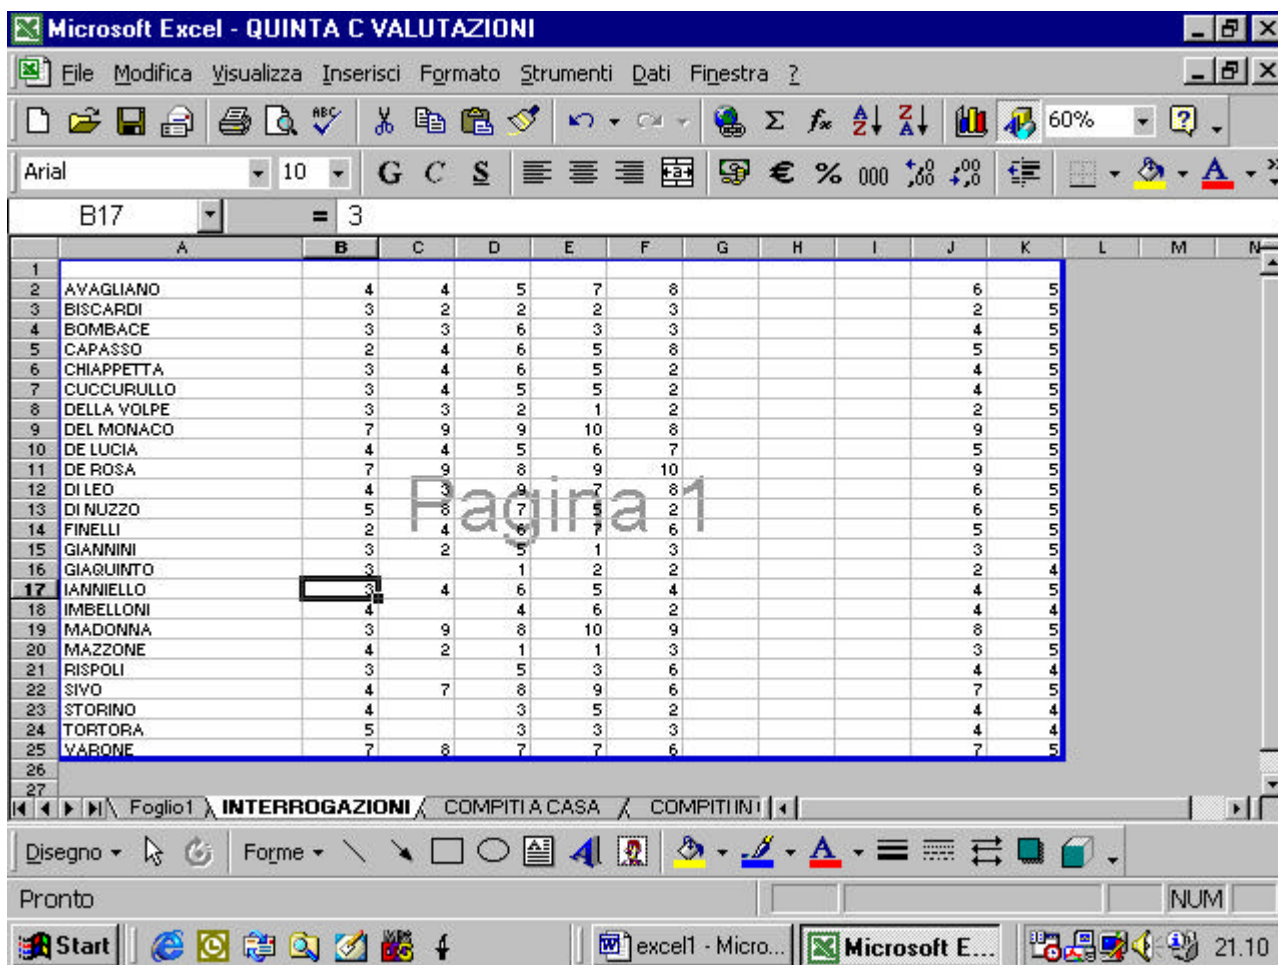 Microsoft Excel - QUINTA C VALUTAZIONI
File Modifica Visualizza Inserisci Formato Strumenti Dati Finestra ?
ABC Σ fx A Z Z A 60% ?
Arial 10 G C S a € % 000 ,00 A
B17 = 3
A B C D E F G H I J K L M N
1
2 AVAGLIANO 4 4 5 7 8 6 5
3 BISCARDI 3 2 2 2 3 2 5
4 BOMBACE 3 3 6 3 3 4 5
5 CAPASSO 2 4 6 5 8 5 5
6 CHIAPPETTA 3 4 6 5 2 4 5
7 CUCCURULLO 3 4 5 5 2 4 5
8 DELLA VOLPE 3 3 2 1 2 2 5
9 DEL MONACO 7 9 9 10 8 9 5
10 DE LUCIA 4 4 5 6 7 5 5
11 DE ROSA 7 9 8 9 10 9 5
12 DI LEO 4 3 9 7 8 6 5
13 DI NUZZO 5 8 7 5 2 6 5
Pagina 1
14 FINELLI 2 4 6 7 6 5 5
15 GIANNINI 3 2 5 1 3 3 5
16 GIAQUINTO 3 1 2 2 2 4
17 IANNIELLO 3 4 6 5 4 4 5
18 IMBELLONI 4 4 6 2 4 4
19 MADONNA 3 9 8 10 9 8 5
20 MAZZONE 4 2 1 1 3 3 5
21 RISPOLI 3 5 3 6 4 4
22 SIVO 4 7 8 9 6 7 5
23 STORINO 4 3 5 2 4 4
24 TORTORA 5 3 3 3 4 4
25 VARONE 7 8 7 7 6 7 5
26
27
Foglio1 INTERROGAZIONI COMPITI A CASA COMPITI IN
Disegno Forme A A
Pronto NUM
Start excel1 - Micro... Microsoft E... 21.10